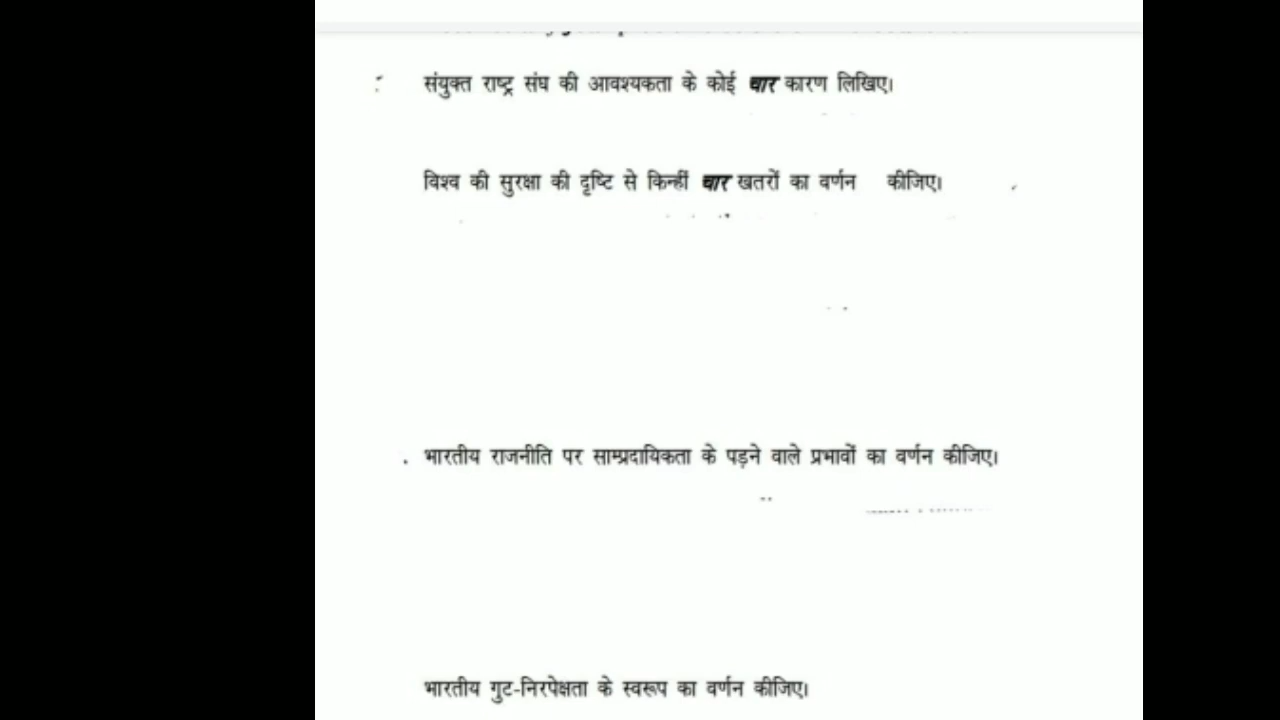 संयुक्त राष्ट्र संघ की आवश्यकता के कोई चार कारण लिखिए।
विश्व की सुरक्षा की दृष्टि से किन्हीं चार खतरों का वर्णन कीजिए।
भारतीय राजनीति पर साम्प्रदायिकता के पड़ने वाले प्रभावों का वर्णन कीजिए।
भारतीय गुट-निरपेक्षता के स्वरूप का वर्णन कीजिए।